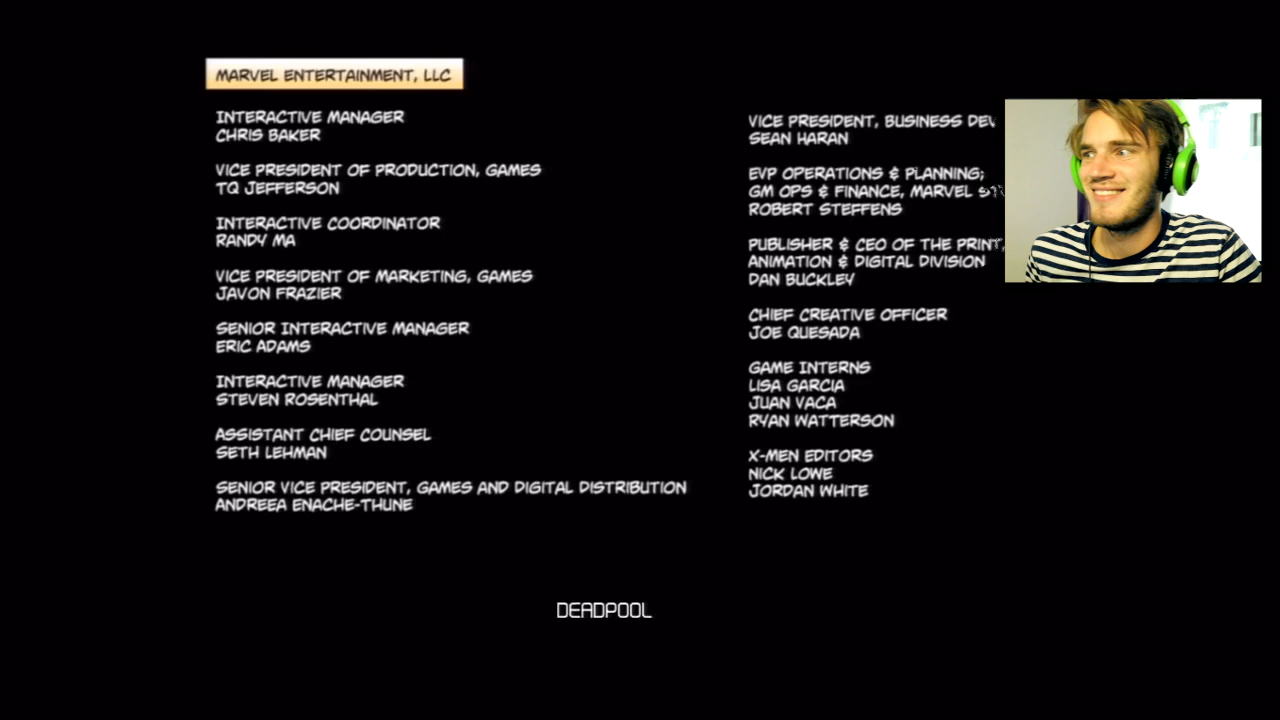 MARVEL ENTERTAINMENT, LLC
INTERACTIVE MANAGER
CHRIS BAKER
VICE PRESIDENT OF PRODUCTION, GAMES
TQ JEFFERSON
INTERACTIVE COORDINATOR
RANDY MA
VICE PRESIDENT OF MARKETING, GAMES
JAVON FRAZIER
SENIOR INTERACTIVE MANAGER
ERIC ADAMS
INTERACTIVE MANAGER
STEVEN ROSENTHAL
ASSISTANT CHIEF COUNSEL
SETH LEHMAN
SENIOR VICE PRESIDENT, GAMES AND DIGITAL DISTRIBUTION
ANDREEA ENACHE-THUNE
VICE PRESIDENT, BUSINESS DEV
SEAN HARAN
EVP OPERATIONS & PLANNING;
GM OPS & FINANCE, MARVEL
ROBERT STEFFENS
PUBLISHER & CEO OF THE PRINT,
ANIMATION & DIGITAL DIVISION
DAN BUCKLEY
CHIEF CREATIVE OFFICER
JOE QUESADA
GAME INTERNS
LISA GARCIA
JUAN VACA
RYAN WATTERSON
X-MEN EDITORS
NICK LOWE
JORDAN WHITE
DEADPOOL